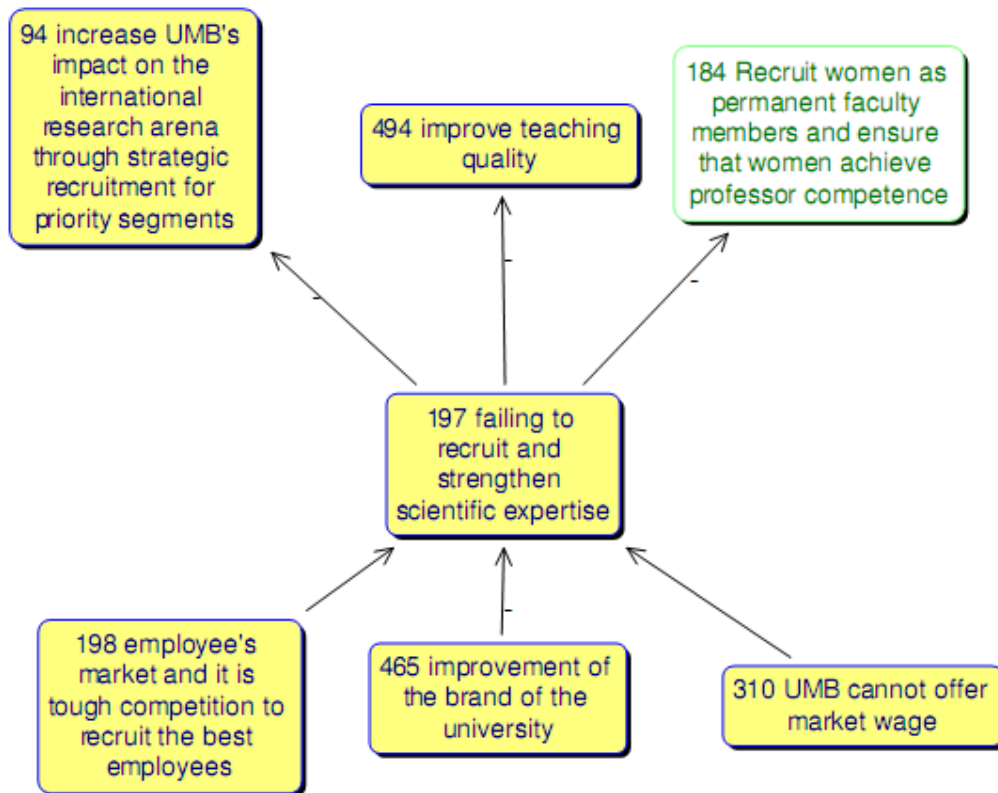 94 increase UMB's
impact on the
international
research arena
through strategic
recruitment for
priority segments
494 improve teaching
quality
184 Recruit women as
permanent faculty
members and ensure
that women achieve
professor competence
-
-
-
197 failing to
recruit and
strengthen
scientific expertise
-
198 employee's
market and it is
tough competition to
recruit the best
employees
465 improvement of
the brand of the
university
310 UMB cannot offer
market wage